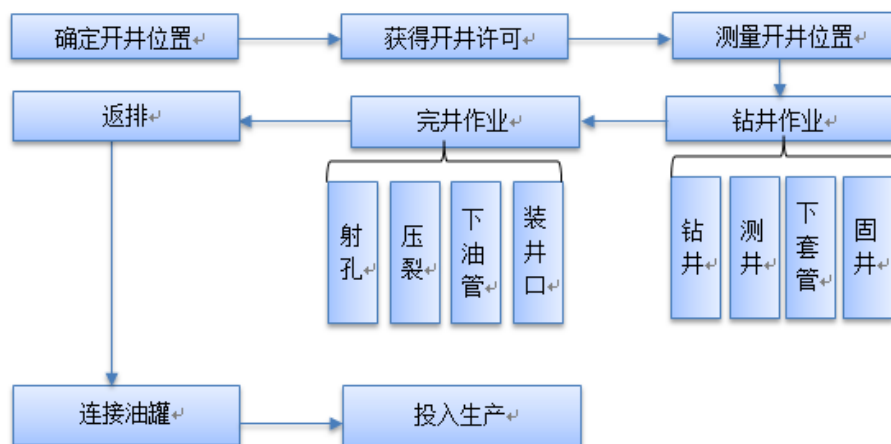 确定开井位置
获得开井许可
测量开井位置
返排
完井作业
钻井作业
射孔
压裂
下油管
装井口
钻井
测井
下套管
固井
连接油罐
投入生产